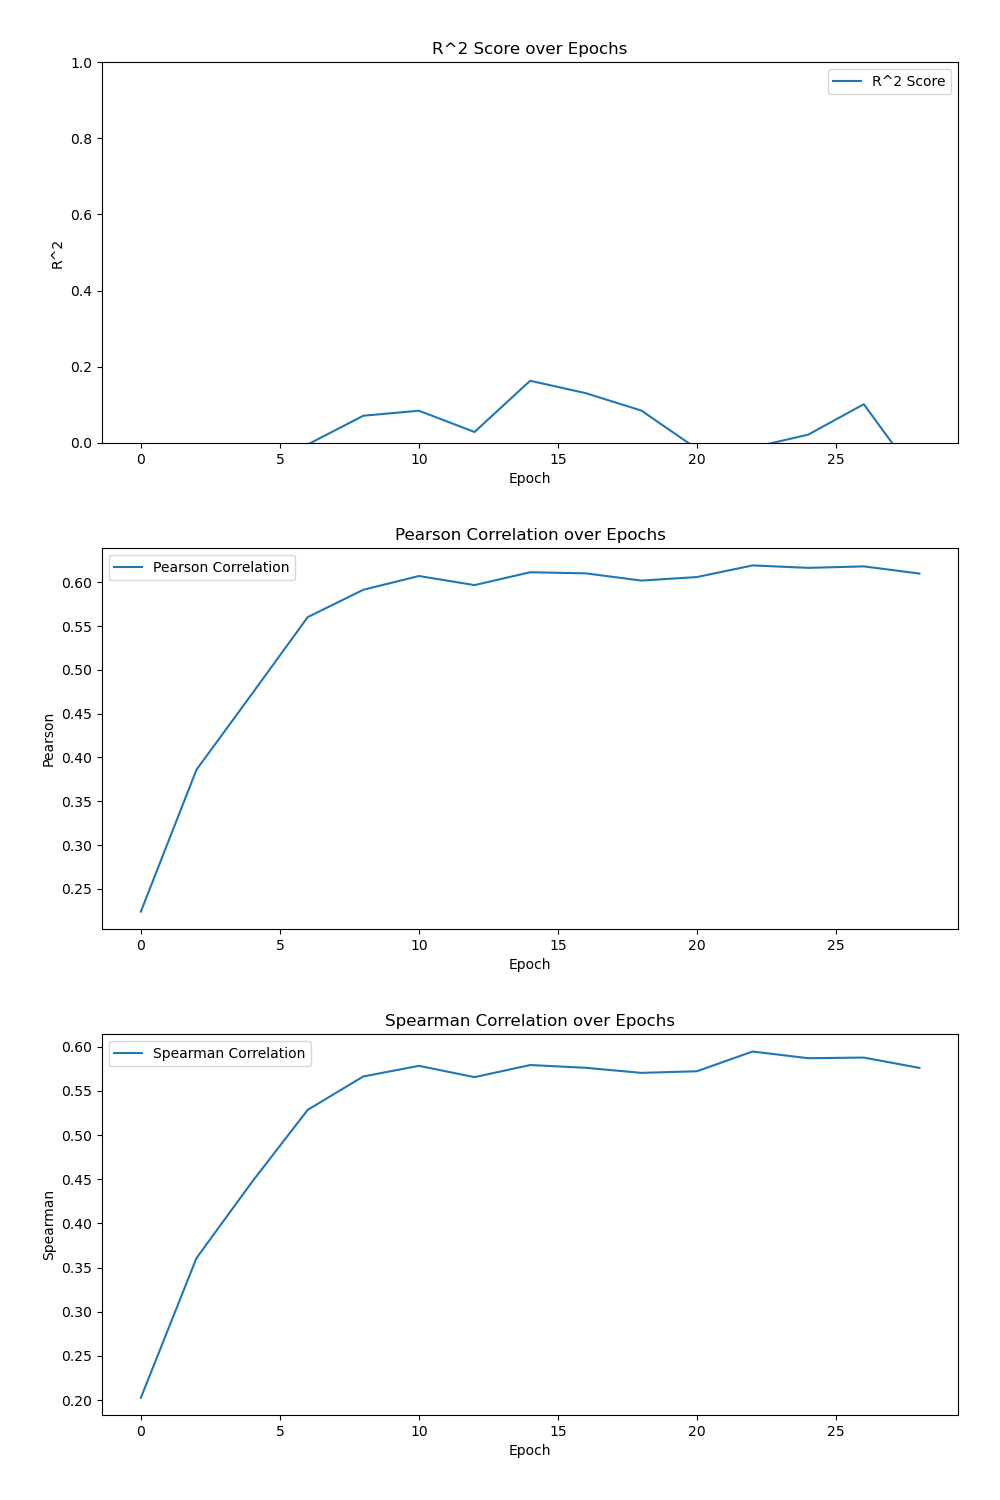 R^2 Score over Epochs
R^2 Score
1.0
0.8
0.6
0.4
0.2
0.0
R^2
0 5 10 15 20 25
Epoch
Pearson Correlation over Epochs
Pearson Correlation
0.60
0.55
0.50
0.45
0.40
0.35
0.30
0.25
Pearson
0 5 10 15 20 25
Epoch
Spearman Correlation over Epochs
Spearman Correlation
0.60
0.55
0.50
0.45
0.40
0.35
0.30
0.25
0.20
Spearman
0 5 10 15 20 25
Epoch